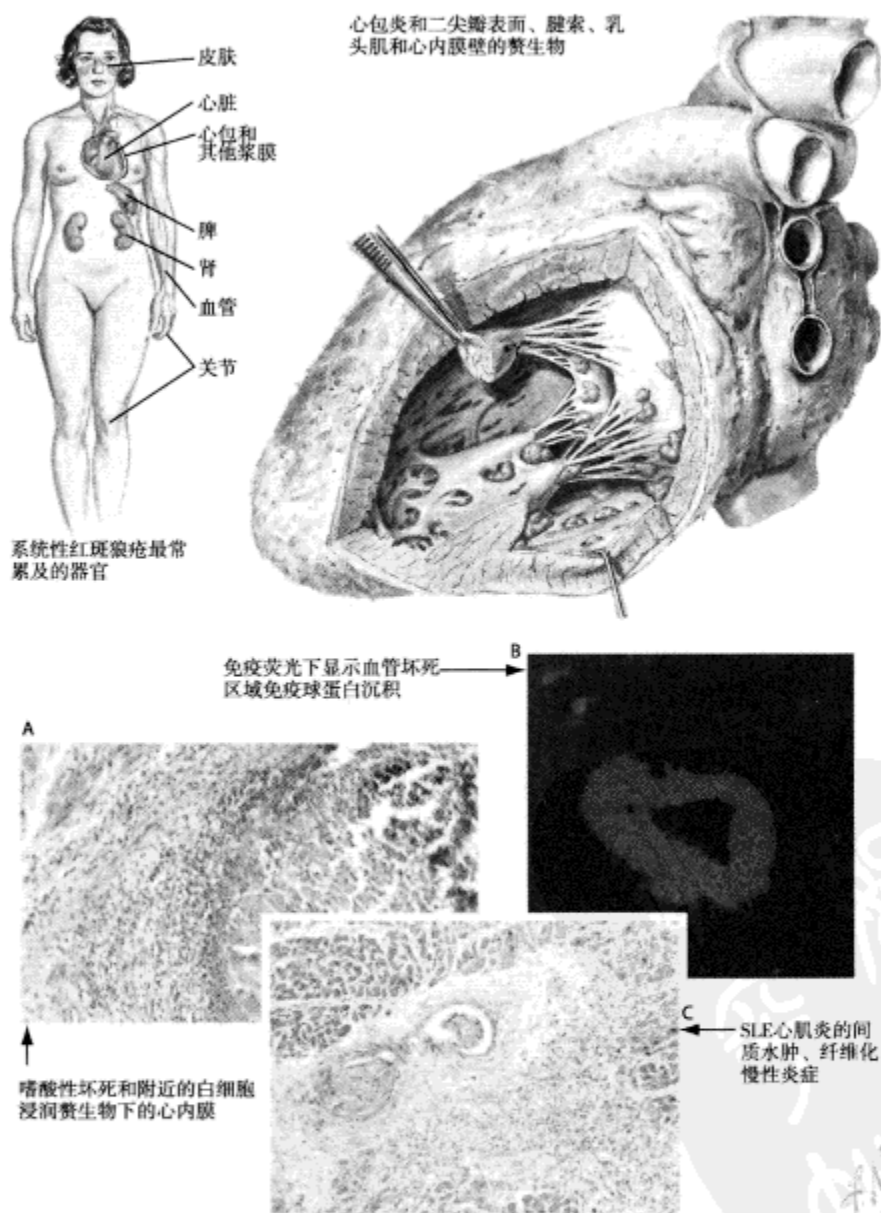 心包炎和二尖瓣表面、腱索、乳
头肌和心内膜壁的赘生物
皮肤
心脏
心包和
其他浆膜
脾
肾
血管
关节
系统性红斑狼疮最常
累及的器官
免疫荧光下显示血管坏死
区域免疫球蛋白沉积
B
A
C
SLE心肌炎的间
质水肿、纤维化
慢性炎症
嗜酸性坏死和附近的白细胞
浸润赘生物下的心内膜